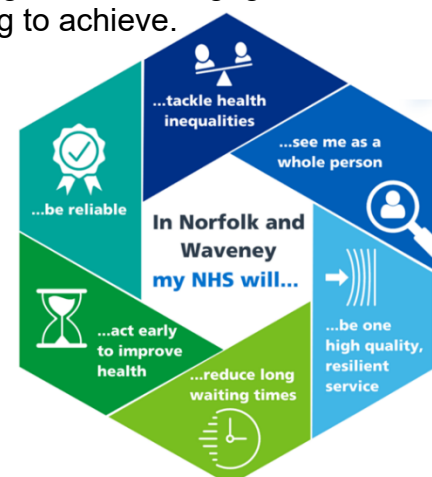 g to achieve.
...tackle health
inequalities
...see me as a
whole person
...be reliable
In Norfolk and
Waveney
my NHS will...
...be one
high quality,
resilient
service
...act early
to improve
health
...reduce long
waiting times